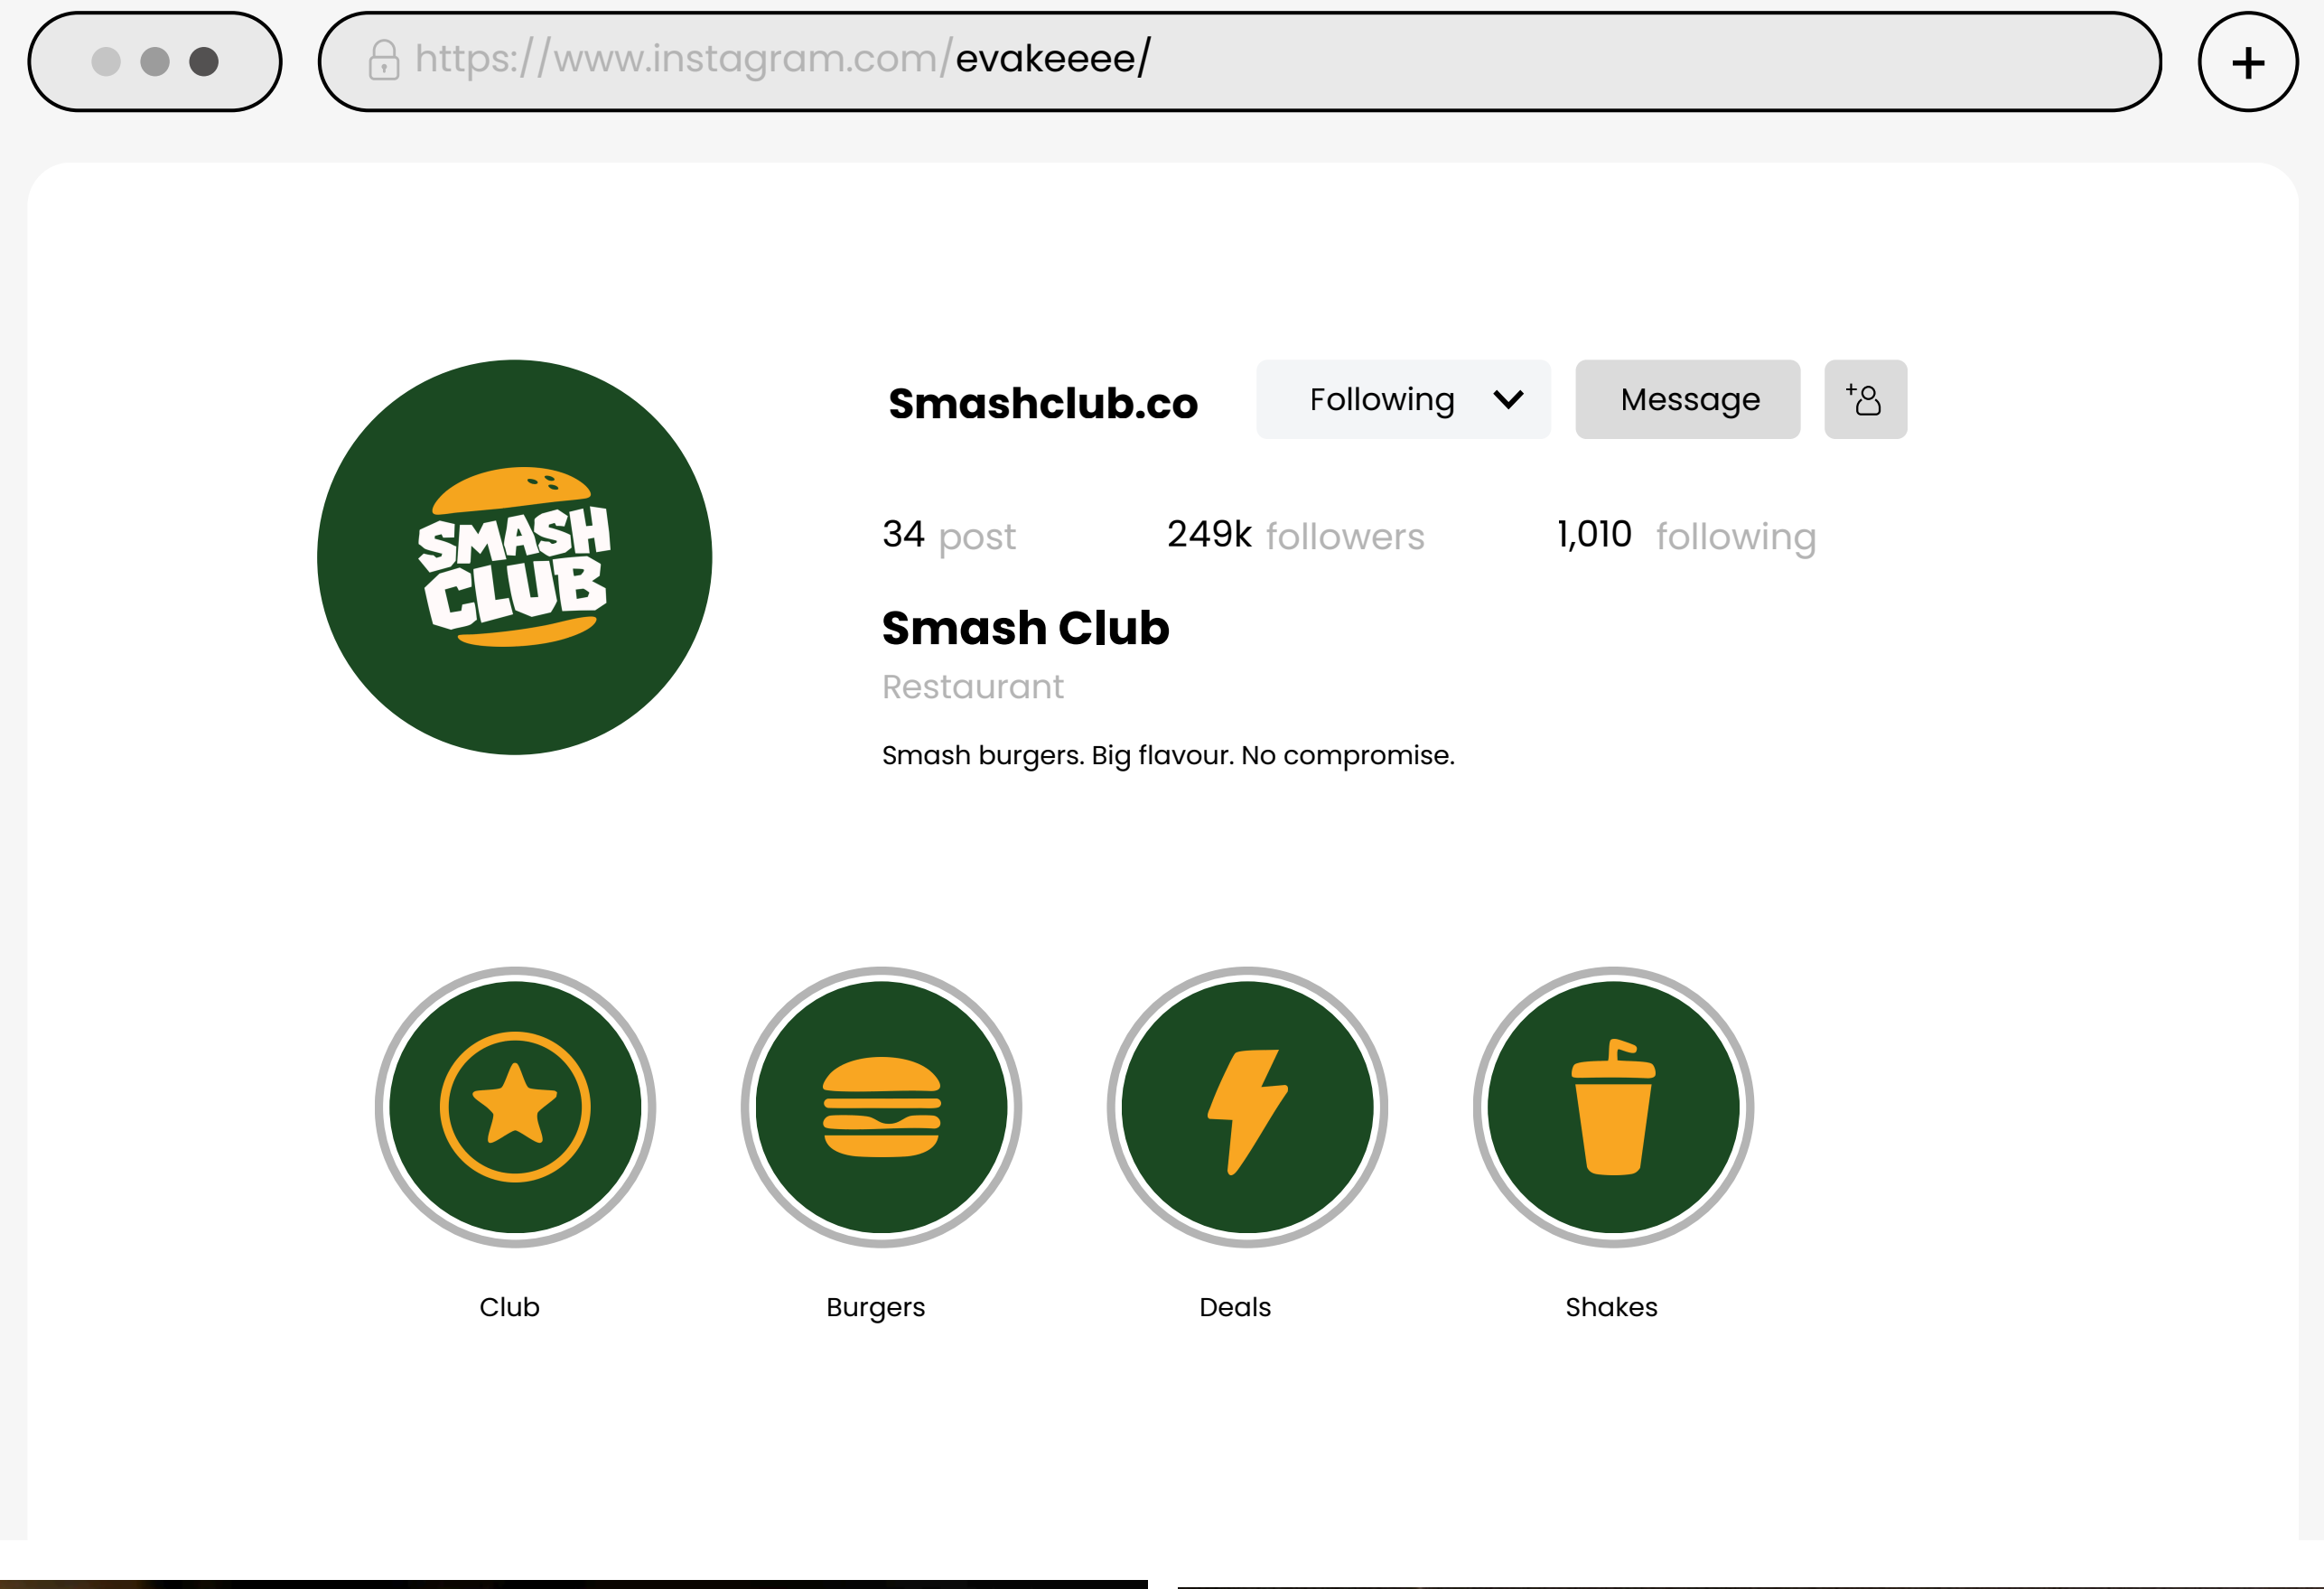 https://www.instagram.com/evakeeee/
Smashclub.co
Following
Message
34 post
249k followers
1,010 following
SMASH
CLUB
Smash Club
Restaurant
Smash burgers. Big flavour. No compromise.
Club
Burgers
Deals
Shakes